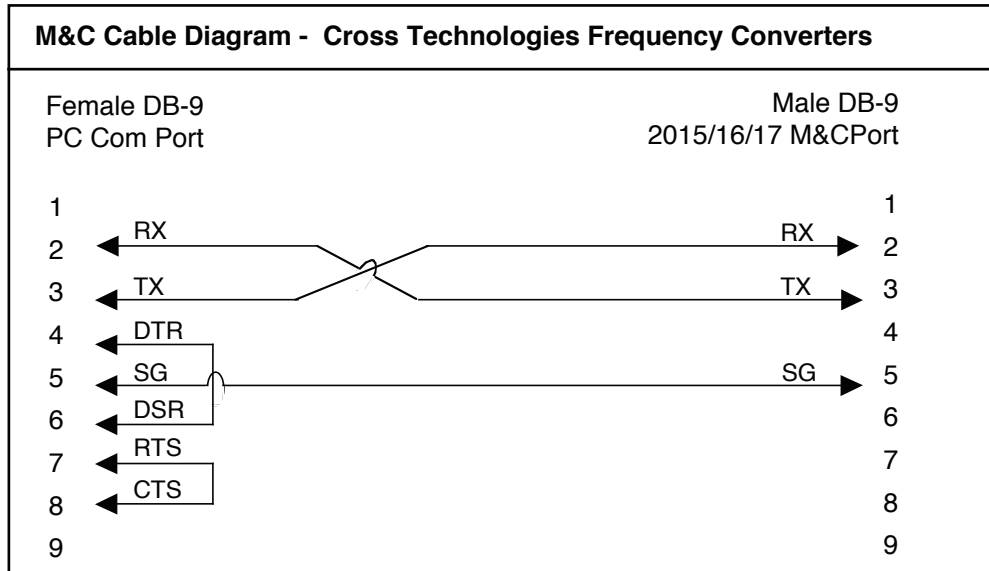 M&C Cable Diagram - Cross Technologies Frequency Converters
Female DB-9
PC Com Port
Male DB-9
2015/16/17 M&CPort
1
1
2
RX
RX
2
3
TX
TX
3
4
DTR
4
5
SG
SG
5
6
DSR
6
7
RTS
7
8
CTS
8
9
9